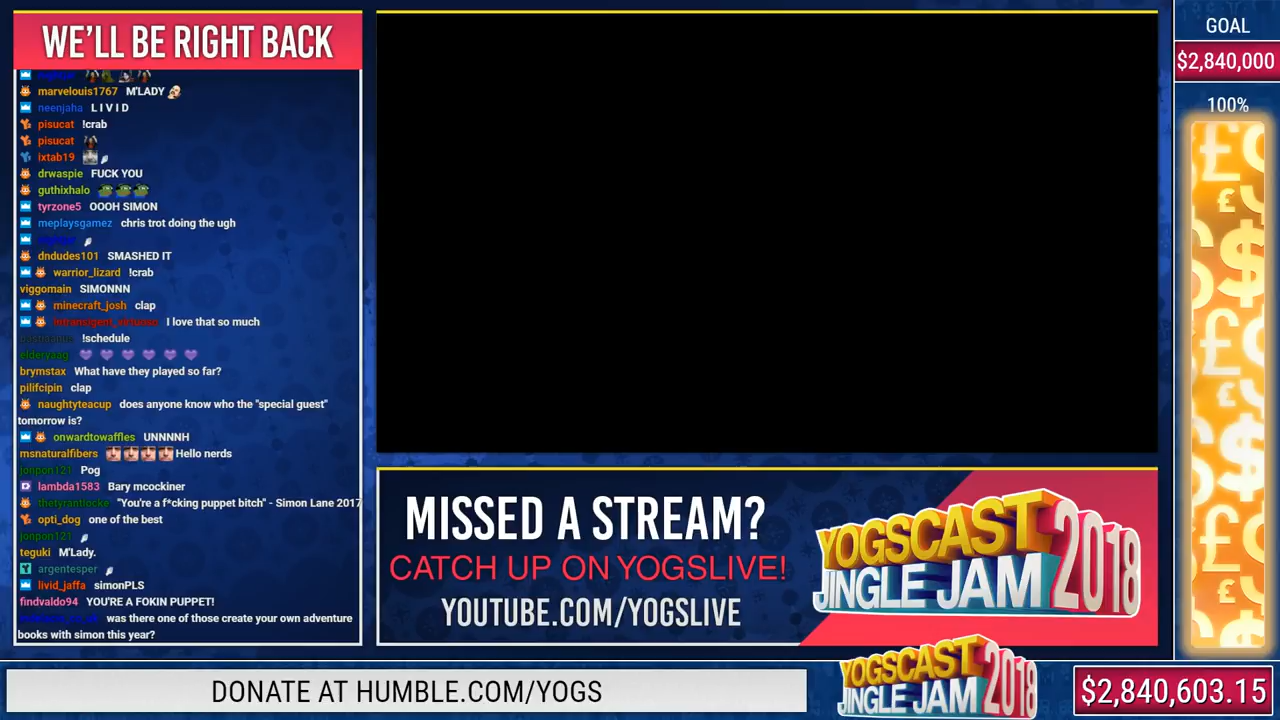 WE'LL BE RIGHT BACK
marvelouis1767 M'LADY
neenjaha L I V I D
pisucat !crab
pisucat
ixtab19
drwaspie FUCK YOU
guthixhalo
tyrzone5 OOOH SIMON
meplaysgamez chris trot doing the ugh
dndudes101 SMASHED IT
warrior_lizard !crab
viggomain SIMONNN
minecraft_josh clap
intransigent_virtuoso I love that so much
!schedule
elderyaag
brymstax What have they played so far?
pilifcipin clap
naughtyteacup does anyone know who the "special guest"
tomorrow is?
onwardtowaffles UNNNNH
msnaturalfibers Hello nerds
jonpon121 Pog
lambda1583 Bary mcockiner
thetyrantlocke "You're a f*cking puppet bitch" - Simon Lane 2017
opti_dog one of the best
jonpon121
teguki M'Lady.
argentesper
livid_jaffa simonPLS
findvaldo94 YOU'RE A FOKIN PUPPET!
was there one of those create your own adventure
books with simon this year?
MISSED A STREAM?
CATCH UP ON YOGSLIVE!
YOUTUBE.COM/YOGSLIVE
YOGSCAST
JINGLE JAM 2018
GOAL
$2,840,000
100%
DONATE AT HUMBLE.COM/YOGS
YOGSCAST
JINGLE JAM 2018
$2,840,603.15